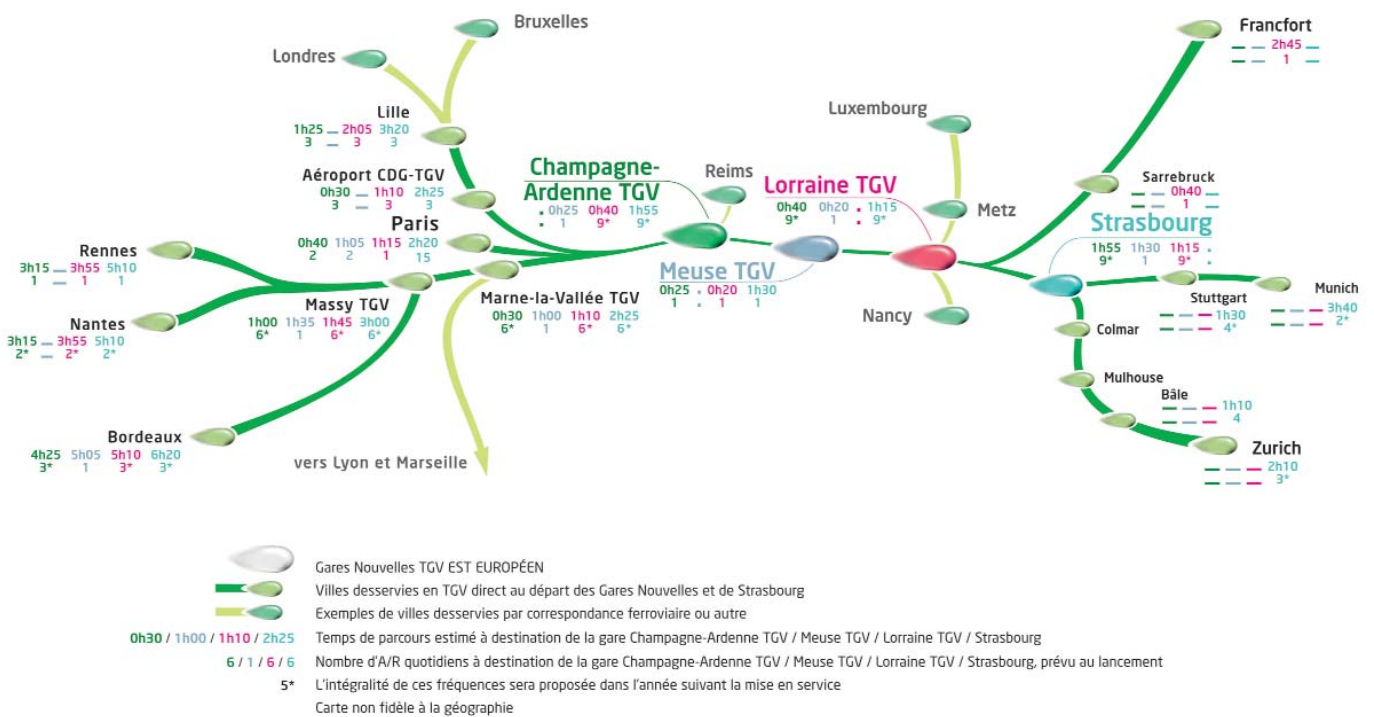 Bruxelles
Londres
Lille
1h25 – 2h05 3h20
3 – 3 3
Aéroport CDG-TGV
0h30 – 1h10 2h25
3 – 3 3
Paris
0h40 1h05 1h15 2h20
2 2 1 15
Rennes
3h15 – 3h55 5h10
1 – 1 1
Nantes
3h15 – 3h55 5h10
2* – 2* 2*
Massy TGV
1h00 1h35 1h45 3h00
6* 1 6* 6*
Marne-la-Vallée TGV
0h30 1h00 1h10 2h25
6* 1 6* 6*
Bordeaux
4h25 5h05 5h10 6h20
3* 1 3* 3*
vers Lyon et Marseille
Champagne-
Ardenne TGV
: 0h25 0h40 1h55
1 9* 9*
Reims
Meuse TGV
0h25 : 0h20 1h30
1 1 1
Lorraine TGV
0h40 0h20 : 1h15
9* 1 9*
Luxembourg
Metz
Nancy
Francfort
– – 2h45 –
– – 1 –
Sarrebruck
– – 0h40 –
– – 1 –
Strasbourg
1h55 1h30 1h15 :
9* 1 9*
Stuttgart
– – – 1h30
– – – 4*
Munich
– – – 3h40
– – – 2*
Colmar
Mulhouse
Bâle
– – – 1h10
– – – 4
Zurich
– – – 2h10
– – – 3*
Gares Nouvelles TGV EST EUROPÉEN
Villes desservies en TGV direct au départ des Gares Nouvelles et de Strasbourg
Exemples de villes desservies par correspondance ferroviaire ou autre
0h30 / 1h00 / 1h10 / 2h25 Temps de parcours estimé à destination de la gare Champagne-Ardenne TGV / Meuse TGV / Lorraine TGV / Strasbourg
6 / 1 / 6 / 6 Nombre d'A/R quotidiens à destination de la gare Champagne-Ardenne TGV / Meuse TGV / Lorraine TGV / Strasbourg, prévu au lancement
5* L'intégralité de ces fréquences sera proposée dans l'année suivant la mise en service
Carte non fidèle à la géographie